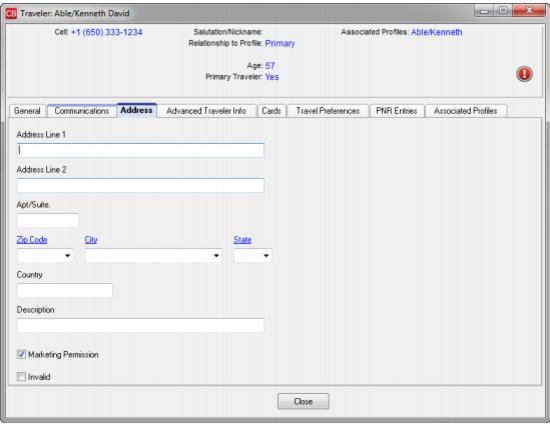 CB Traveler: Able/Kenneth David
Cell: +1 (650) 333-1234 Salutation/Nickname: Associated Profiles: Able/Kenneth
Relationship to Profile: Primary
Age: 57
Primary Traveler: Yes
General Communications Address Advanced Traveler Info Cards Travel Preferences PNR Entries Associated Profiles
Address Line 1
Address Line 2
Apt/Suite.
Zip Code City State
Country
Description
Marketing Permission
Invalid
Close